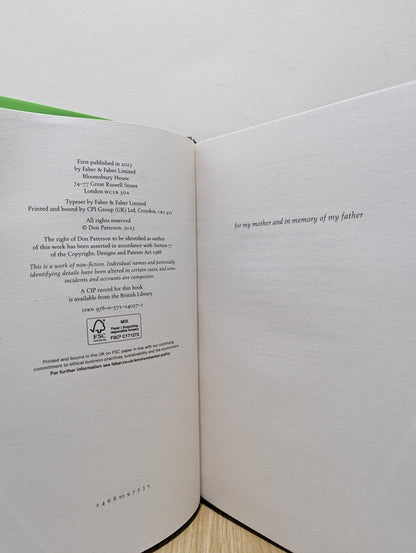 First published in 2023
by Faber & Faber Limited
Bloomsbury House
74–77 Great Russell Street
London WC1B 3DA
Typeset by Faber & Faber Limited
Printed and bound by CPI Group (UK) Ltd, Croydon, CR0 4YY
All rights reserved
© Don Paterson, 2023
The right of Don Paterson to be identified as author
of this work has been asserted in accordance with Section 77
of the Copyright, Designs and Patents Act 1988
This is a work of non-fiction. Individual names and potentially
identifying details have been altered in certain cases, and some
incidents and accounts are composites
A CIP record for this book
is available from the British Library
ISBN 978-0-571-24027-2
FSC
MIX
Paper | Supporting
responsible forestry
FSC® C171272
Printed and bound in the UK on FSC paper in line with our continuing
commitment to ethical business practices, sustainability and the environment.
For further information see faber.co.uk/environmental-policy
2 4 6 8 10 9 7 5 3 1
for my mother and in memory of my father